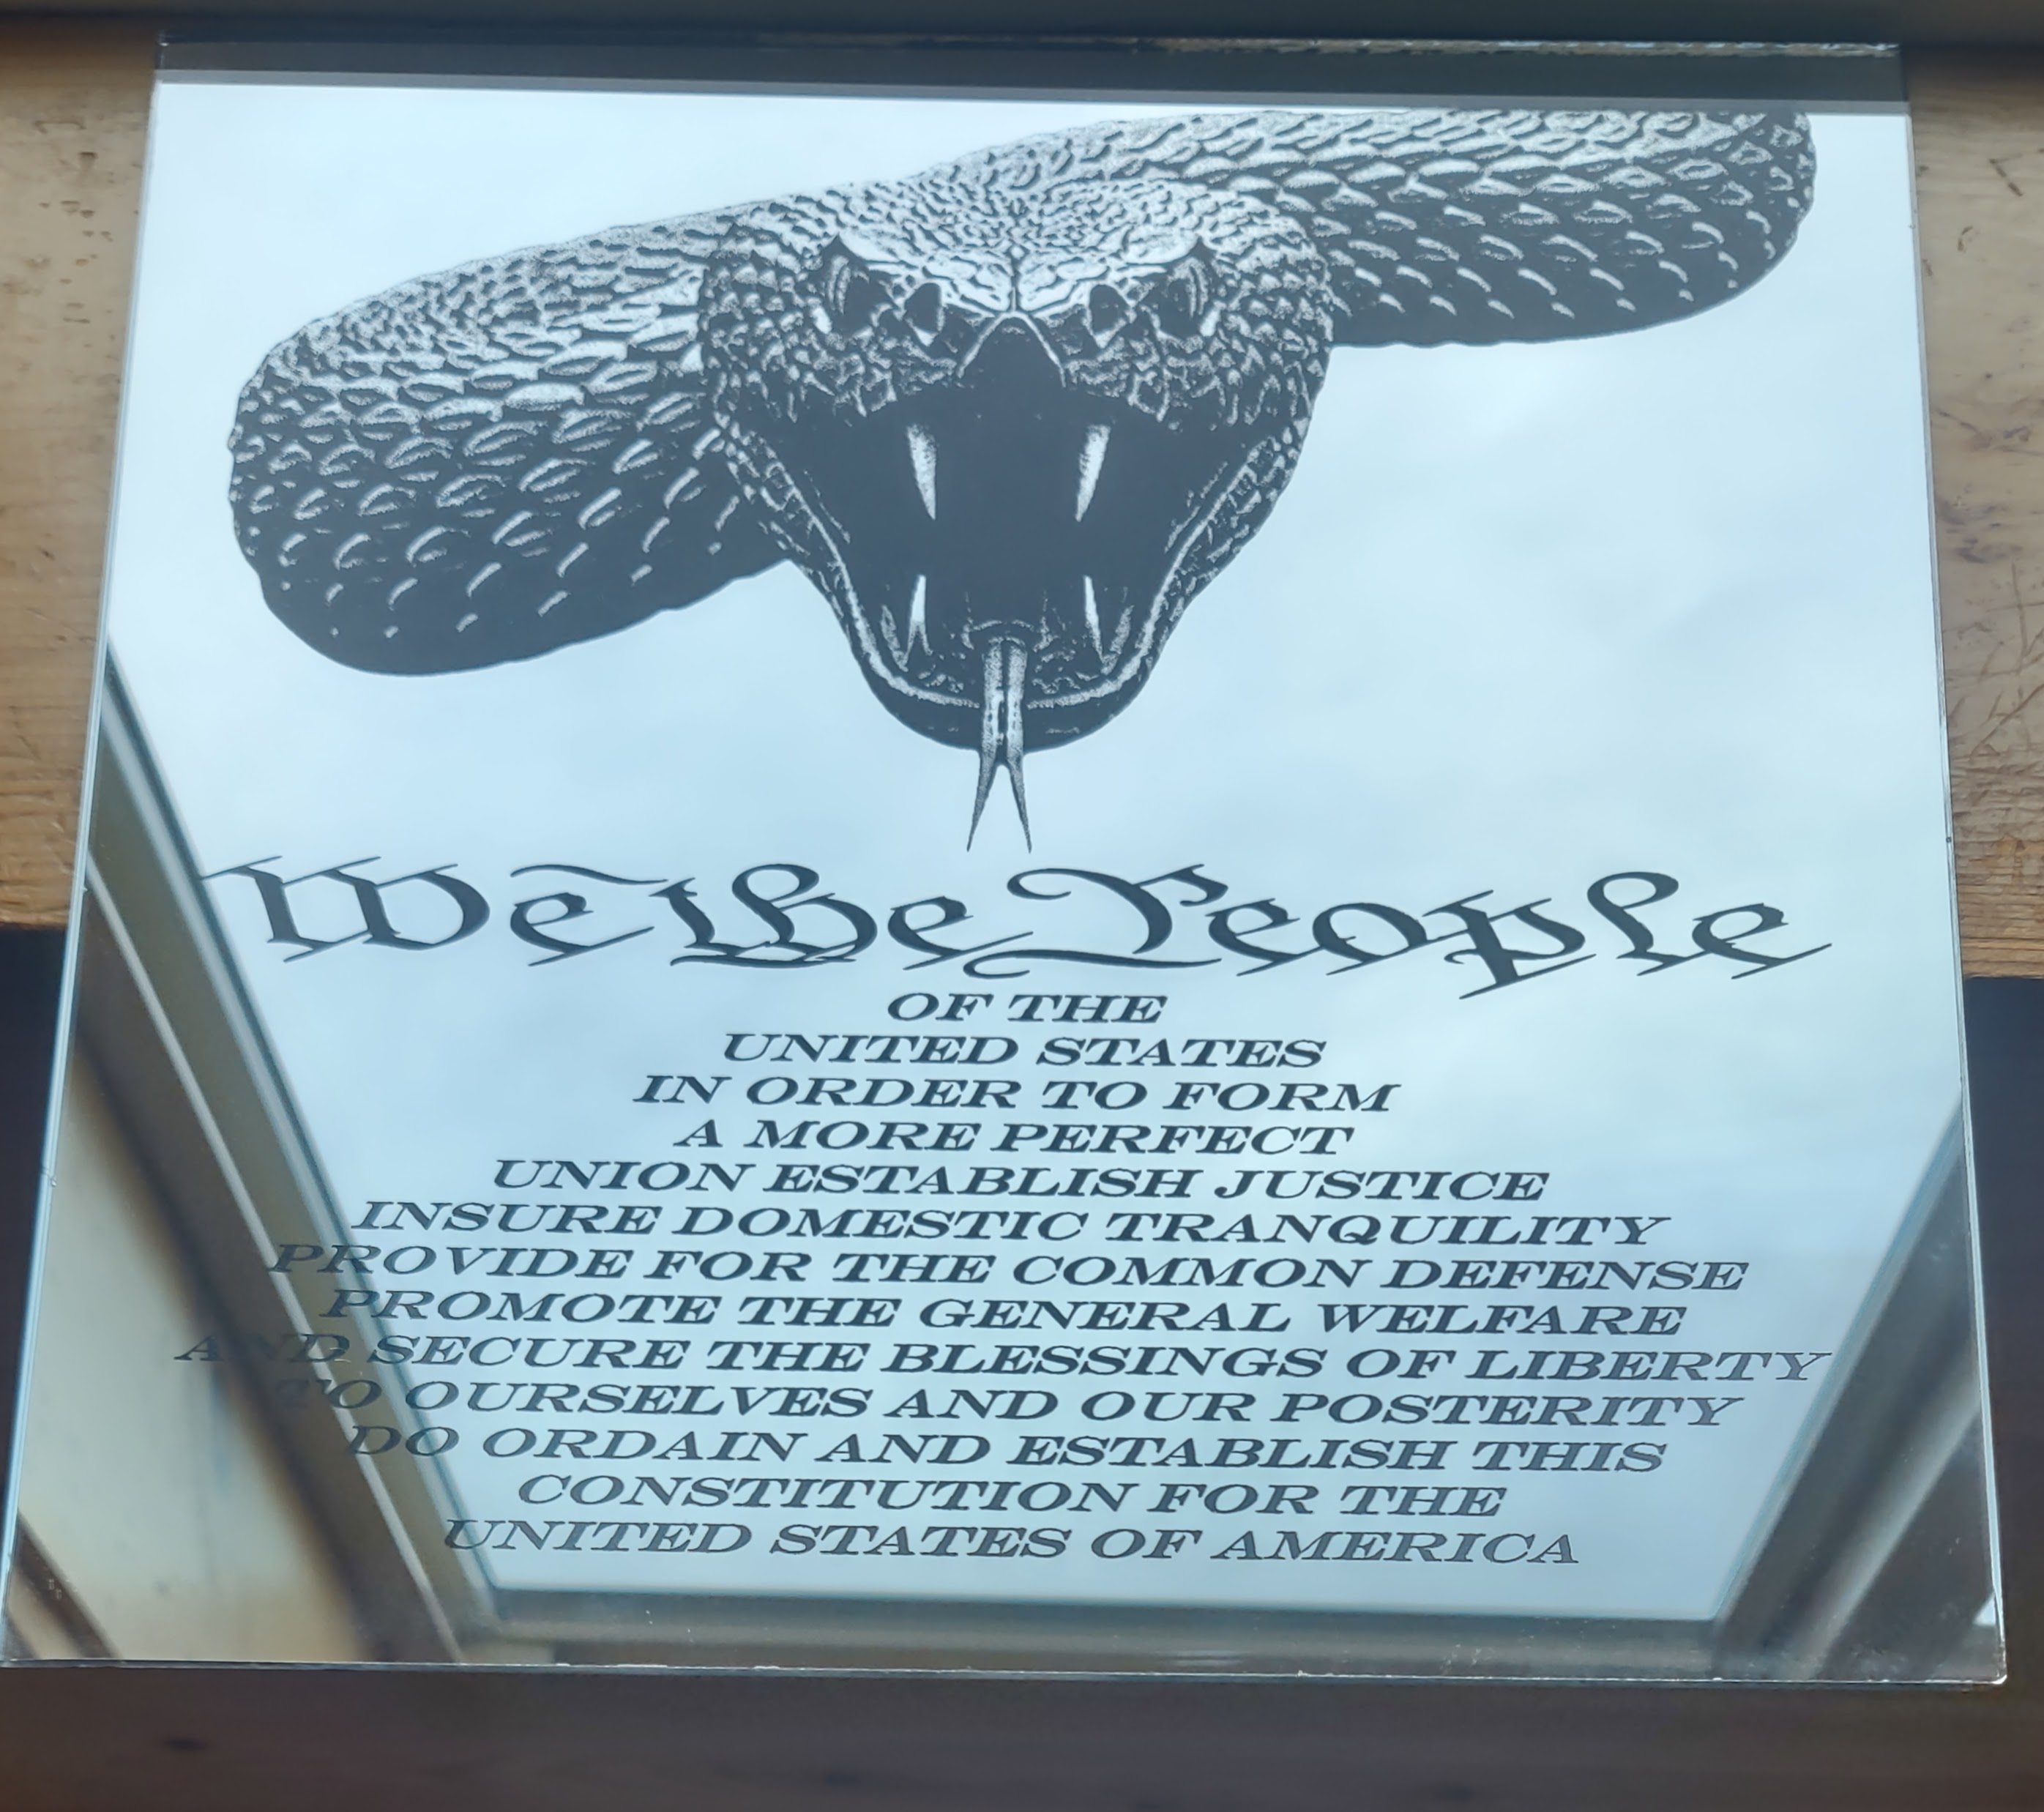 We the People
OF THE
UNITED STATES
IN ORDER TO FORM
A MORE PERFECT
UNION ESTABLISH JUSTICE
INSURE DOMESTIC TRANQUILITY
PROVIDE FOR THE COMMON DEFENSE
PROMOTE THE GENERAL WELFARE
AND SECURE THE BLESSINGS OF LIBERTY
TO OURSELVES AND OUR POSTERITY
DO ORDAIN AND ESTABLISH THIS
CONSTITUTION FOR THE
UNITED STATES OF AMERICA